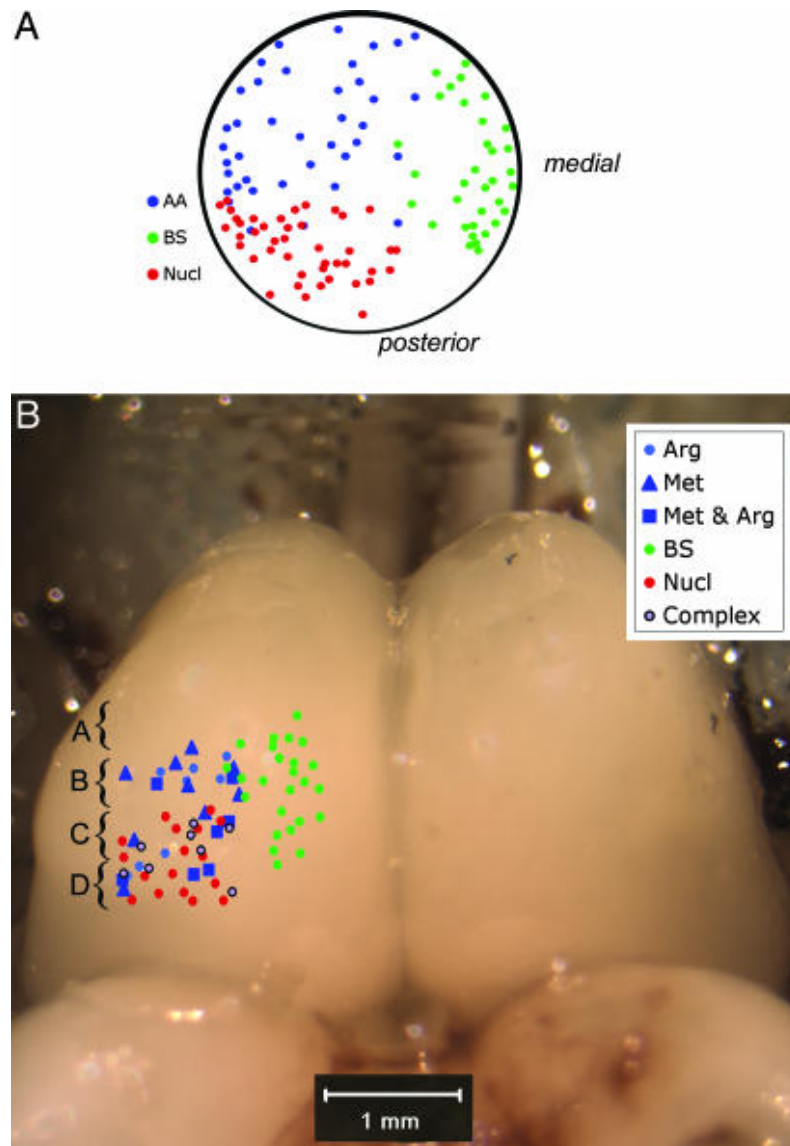 A
medial
AA
BS
Nucl
posterior
B
Arg
Met
Met & Arg
BS
Nucl
Complex
A {
B {
C {
D {
1 mm